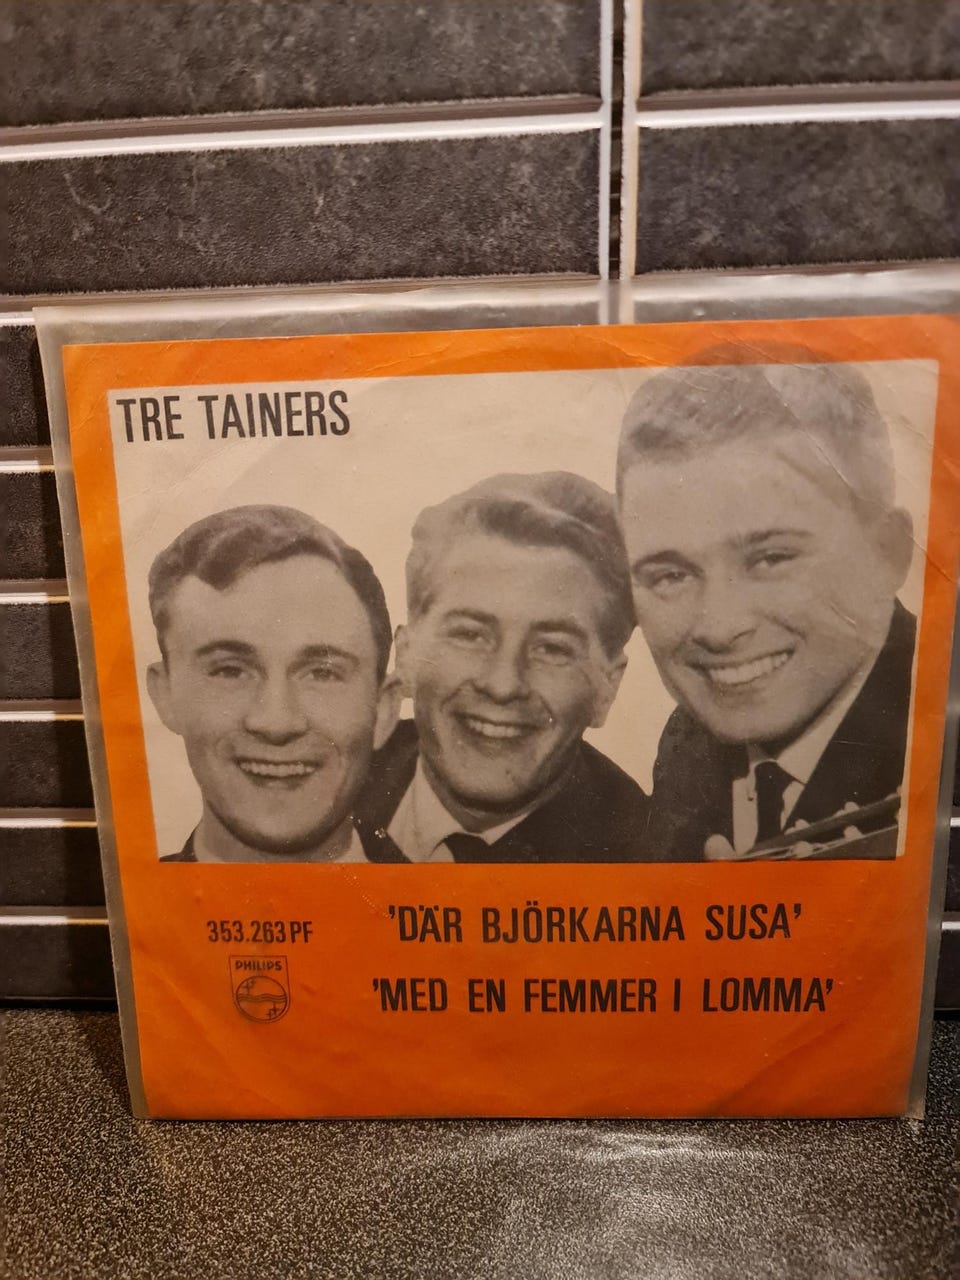 TRE TAINERS
353.263 PF
PHILIPS
'DÄR BJÖRKARNA SUSA'
'MED EN FEMMER I LOMMA'